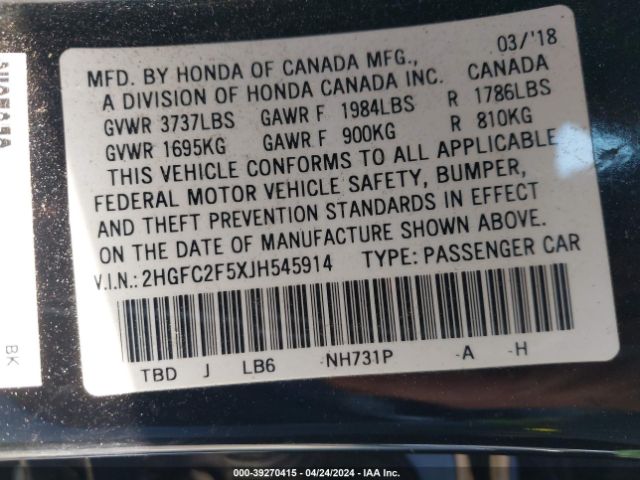 03/'18
MFD. BY HONDA OF CANADA MFG., CANADA
A DIVISION OF HONDA CANADA INC.
GVWR 3737LBS GAWR F 1984LBS R 1786LBS
GVWR 1695KG GAWR F 900KG R 810KG
THIS VEHICLE CONFORMS TO ALL APPLICABLE
FEDERAL MOTOR VEHICLE SAFETY, BUMPER,
AND THEFT PREVENTION STANDARDS IN EFFECT
ON THE DATE OF MANUFACTURE SHOWN ABOVE.
V.I.N.: 2HGFC2F5XJH545914 TYPE: PASSENGER CAR
TBD J LB6 NH731P A H
BK
000-39270415 - 04/24/2024 - IAA Inc.